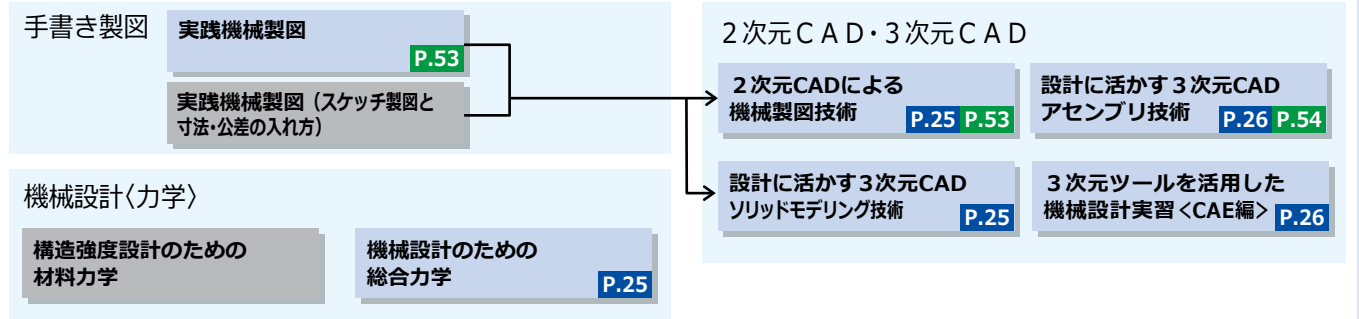 手書き製図
実践機械製図
P.53
実践機械製図（スケッチ製図と
寸法・公差の入れ方）
機械設計〈力学〉
構造強度設計のための
材料力学
機械設計のための
総合力学
P.25
２次元ＣＡＤ・３次元ＣＡＤ
２次元CADによる
機械製図技術
P.25 P.53
設計に活かす３次元CAD
アセンブリ技術
P.26 P.54
設計に活かす３次元CAD
ソリッドモデリング技術
P.25
３次元ツールを活用した
機械設計実習<CAE編>
P.26